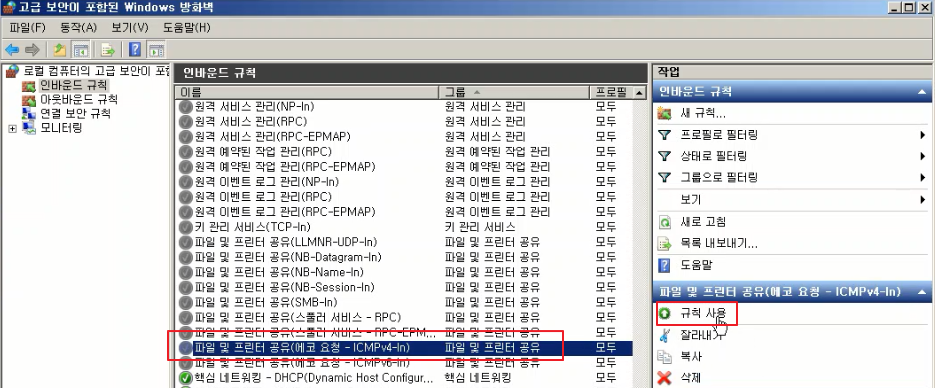 고급 보안이 포함된 Windows 방화벽
파일(F) 동작(A) 보기(V) 도움말(H)
로컬 컴퓨터의 고급 보안이 포함
인바운드 규칙
아웃바운드 규칙
연결 보안 규칙
모니터링
인바운드 규칙
이름 그룹 프로필
원격 서비스 관리(NP-In) 원격 서비스 관리 모두
원격 서비스 관리(RPC) 원격 서비스 관리 모두
원격 서비스 관리(RPC-EPMAP) 원격 서비스 관리 모두
원격 예약된 작업 관리(RPC) 원격 예약된 작업 관리 모두
원격 예약된 작업 관리(RPC-EPMAP) 원격 예약된 작업 관리 모두
원격 이벤트 로그 관리(NP-In) 원격 이벤트 로그 관리 모두
원격 이벤트 로그 관리(RPC) 원격 이벤트 로그 관리 모두
원격 이벤트 로그 관리(RPC-EPMAP) 원격 이벤트 로그 관리 모두
키 관리 서비스(TCP-In) 키 관리 서비스 모두
파일 및 프린터 공유(LLMNR-UDP-In) 파일 및 프린터 공유 모두
파일 및 프린터 공유(NB-Datagram-In) 파일 및 프린터 공유 모두
파일 및 프린터 공유(NB-Name-In) 파일 및 프린터 공유 모두
파일 및 프린터 공유(NB-Session-In) 파일 및 프린터 공유 모두
파일 및 프린터 공유(SMB-In) 파일 및 프린터 공유 모두
파일 및 프린터 공유(스풀러 서비스 - RPC) 파일 및 프린터 공유 모두
파일 및 프린터 공유(스풀러 서비스 - RPC-EPM... 파일 및 프린터 공유 모두
파일 및 프린터 공유(에코 요청 - ICMPv4-In) 파일 및 프린터 공유 모두
파일 및 프린터 공유(에코 요청 - ICMPv6-In) 파일 및 프린터 공유 모두
핵심 네트워킹 - DHCP(Dynamic Host Configur... 핵심 네트워킹 모두
작업
인바운드 규칙
새 규칙...
프로필로 필터링
상태로 필터링
그룹으로 필터링
보기
새로 고침
목록 내보내기...
도움말
파일 및 프린터 공유(에코 요청 - ICMPv4-In)
규칙 사용
잘라내기
복사
삭제